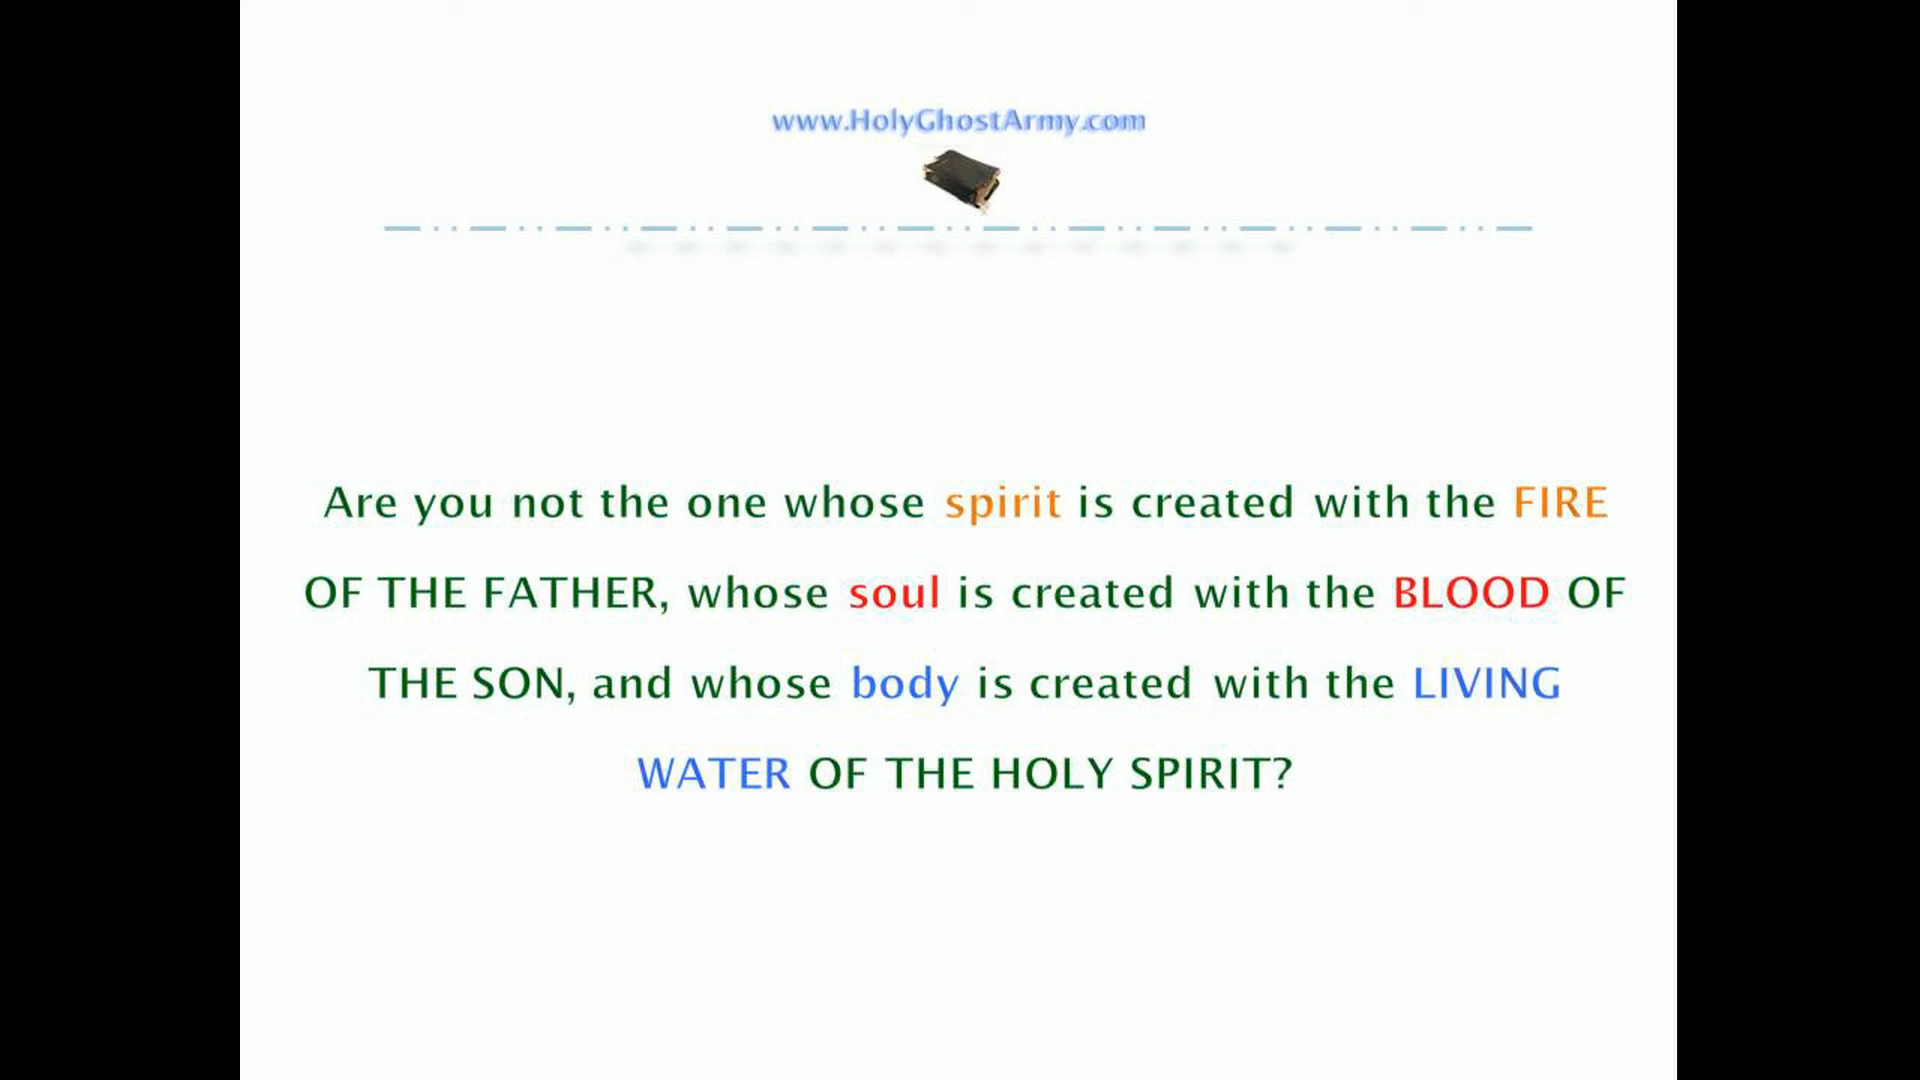 www.HolyGhostArmy.com
Are you not the one whose spirit is created with the FIRE
OF THE FATHER, whose soul is created with the BLOOD OF
THE SON, and whose body is created with the LIVING
WATER OF THE HOLY SPIRIT?